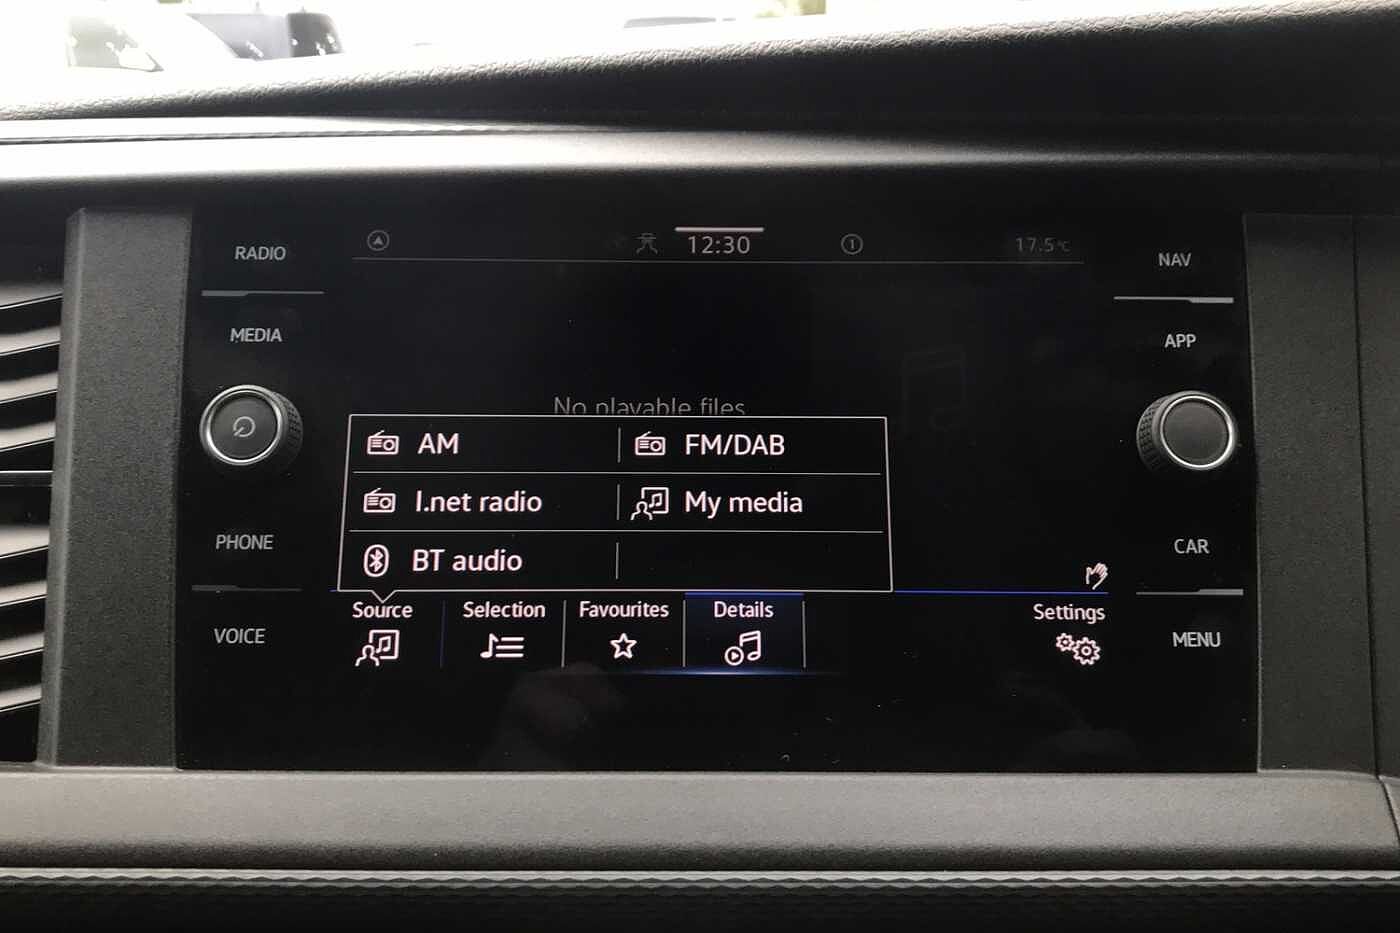 RADIO
MEDIA
PHONE
VOICE
12:30
1
17.5°C
No playable files
AM
FM/DAB
I.net radio
My media
BT audio
Source
Selection
Favourites
Details
Settings
NAV
APP
CAR
MENU